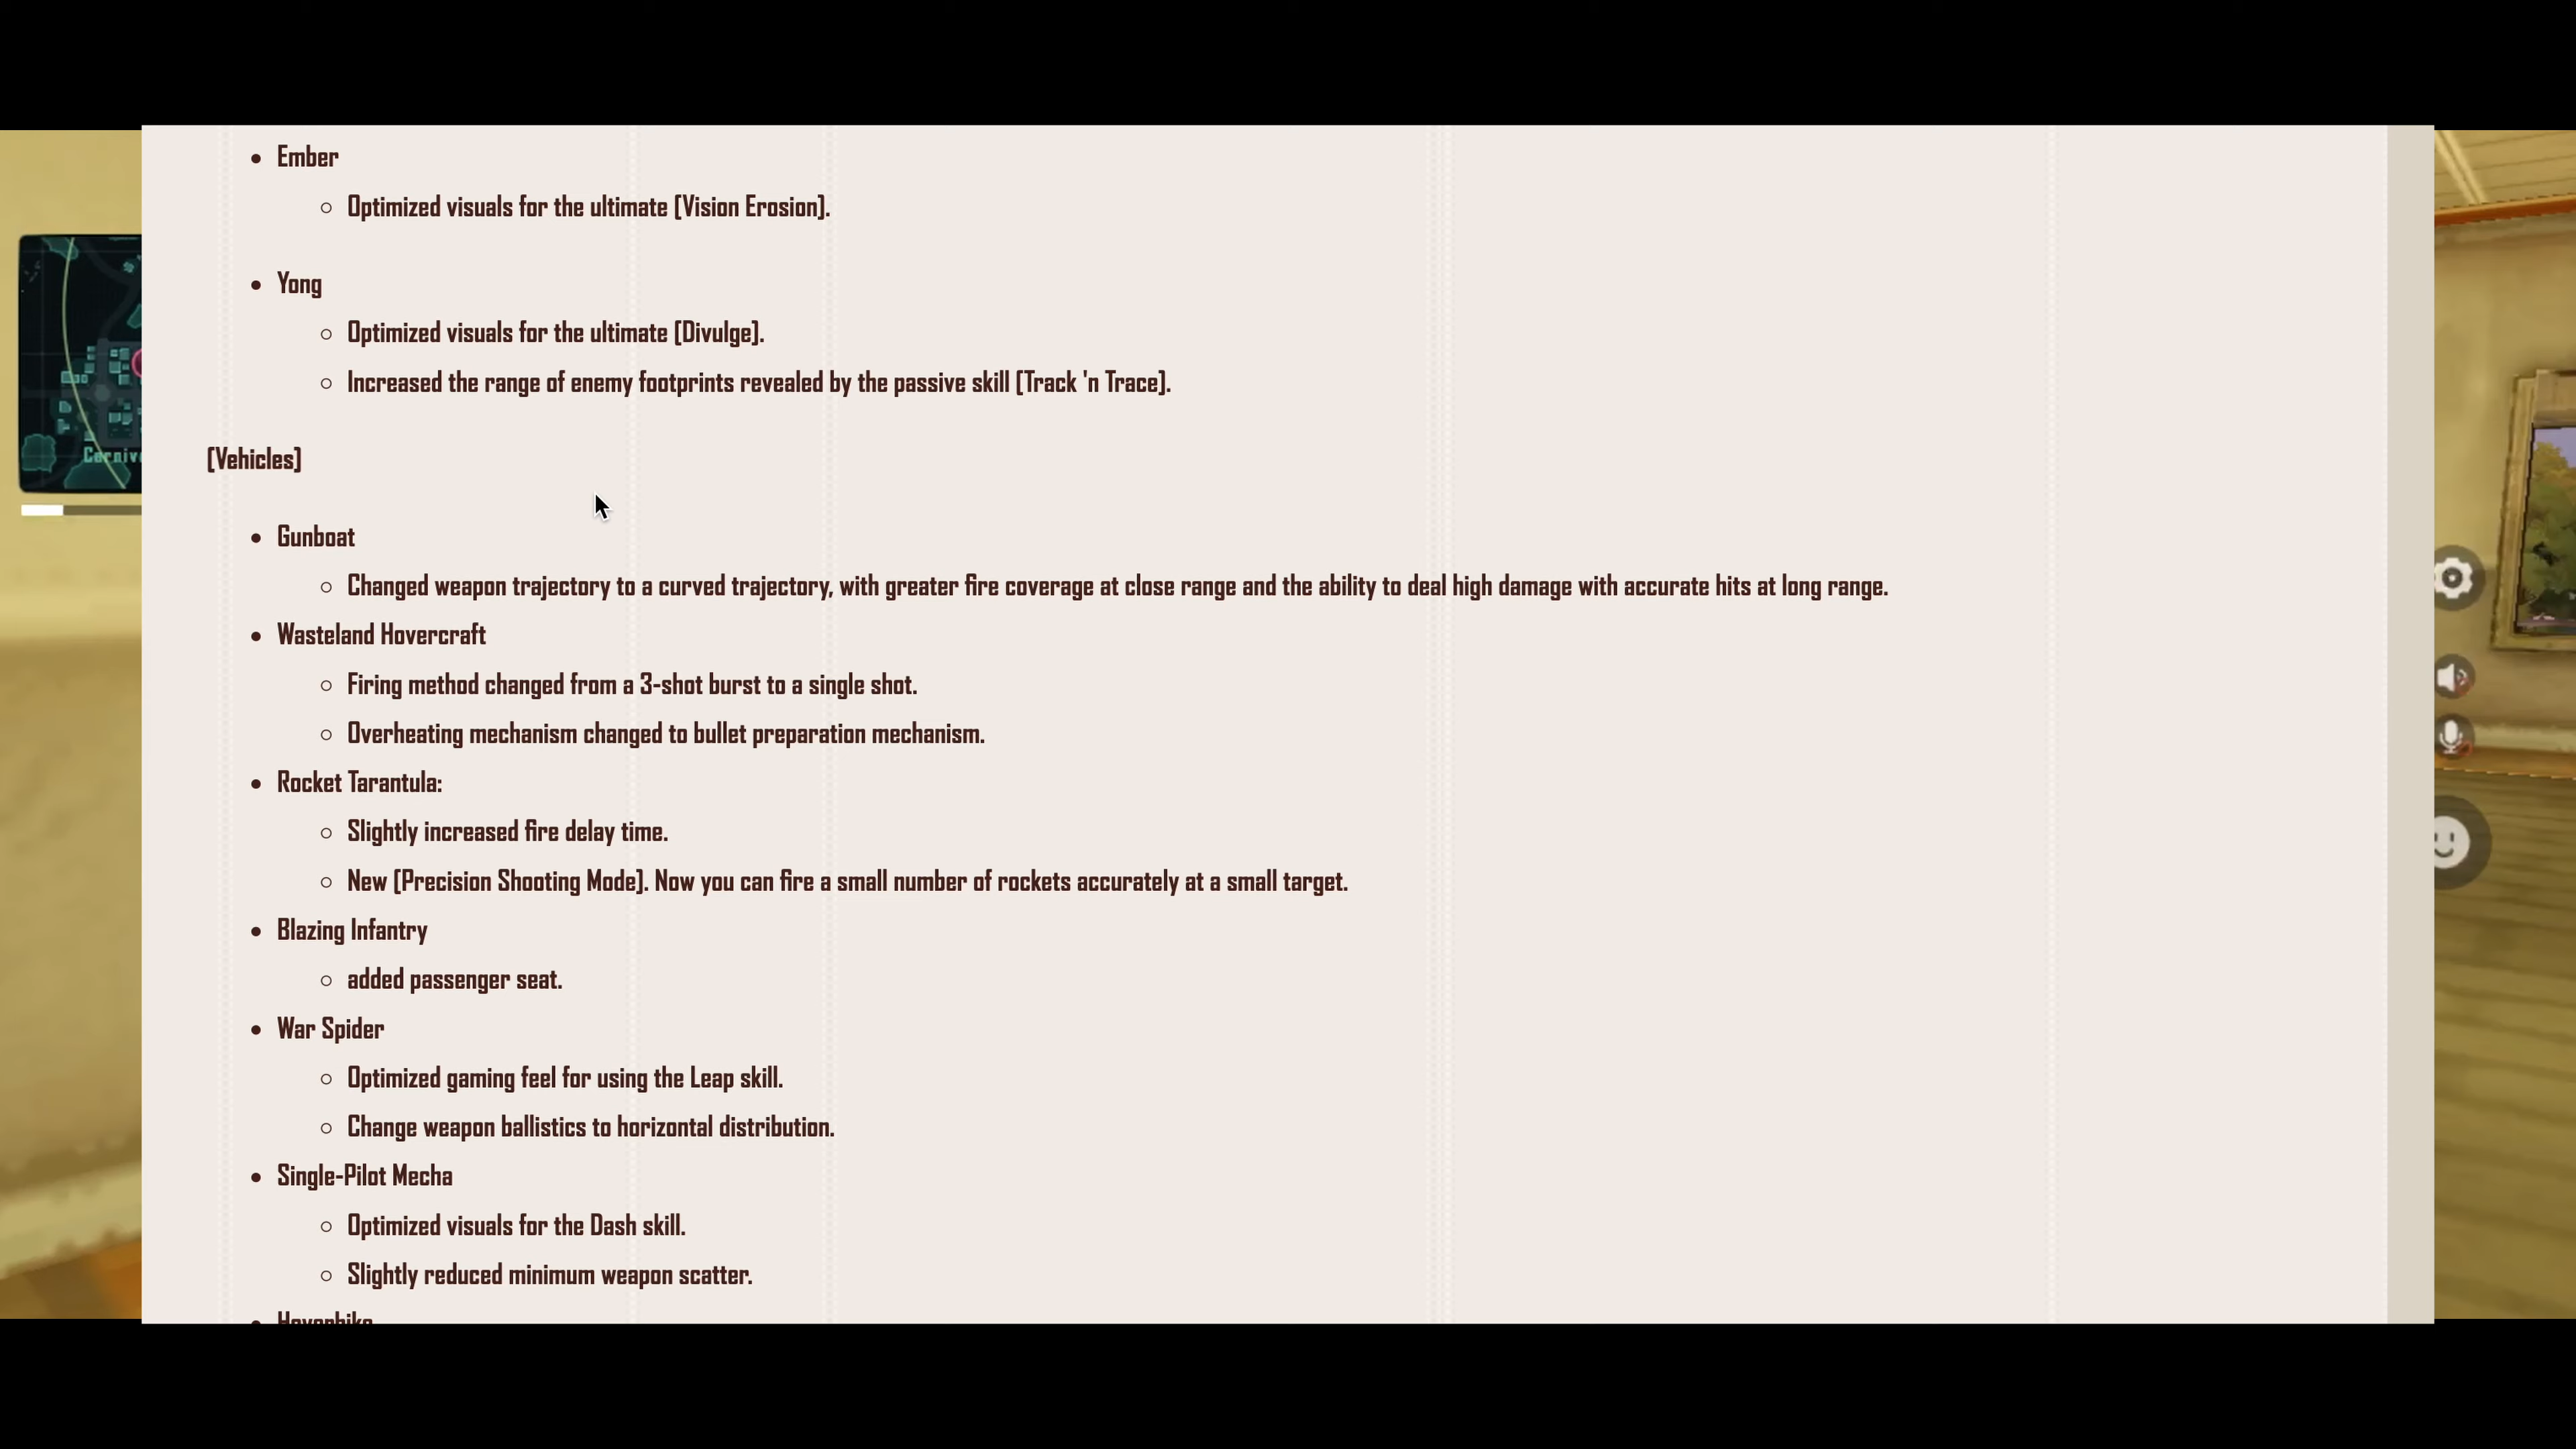 Ember
Optimized visuals for the ultimate [Vision Erosion].
Yong
Optimized visuals for the ultimate [Divulge].
Increased the range of enemy footprints revealed by the passive skill [Track 'n Trace].
[Vehicles]
Gunboat
Changed weapon trajectory to a curved trajectory, with greater fire coverage at close range and the ability to deal high damage with accurate hits at long range.
Wasteland Hovercraft
Firing method changed from a 3-shot burst to a single shot.
Overheating mechanism changed to bullet preparation mechanism.
Rocket Tarantula:
Slightly increased fire delay time.
New [Precision Shooting Mode]. Now you can fire a small number of rockets accurately at a small target.
Blazing Infantry
added passenger seat.
War Spider
Optimized gaming feel for using the Leap skill.
Change weapon ballistics to horizontal distribution.
Single-Pilot Mecha
Optimized visuals for the Dash skill.
Slightly reduced minimum weapon scatter.
Hoverbike